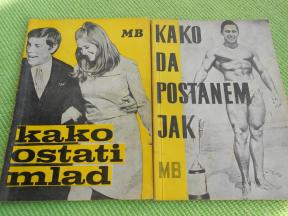 MB
kako
ostati
mlad
KAKO
DA
POSTANEM
JAK
MB